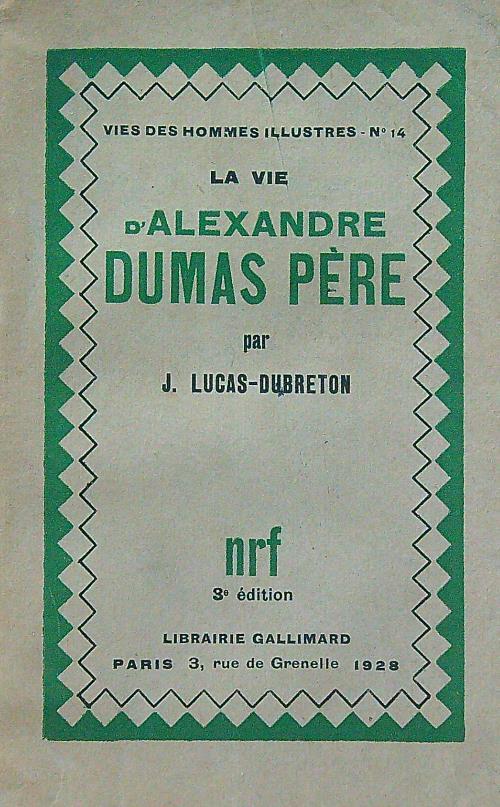 VIES DES HOMMES ILLUSTRES - Nº 14
LA VIE
D'ALEXANDRE
DUMAS PÈRE
par
J. LUCAS-DUBRETON
nrf
3e édition
LIBRAIRIE GALLIMARD
PARIS 3, rue de Grenelle 1928